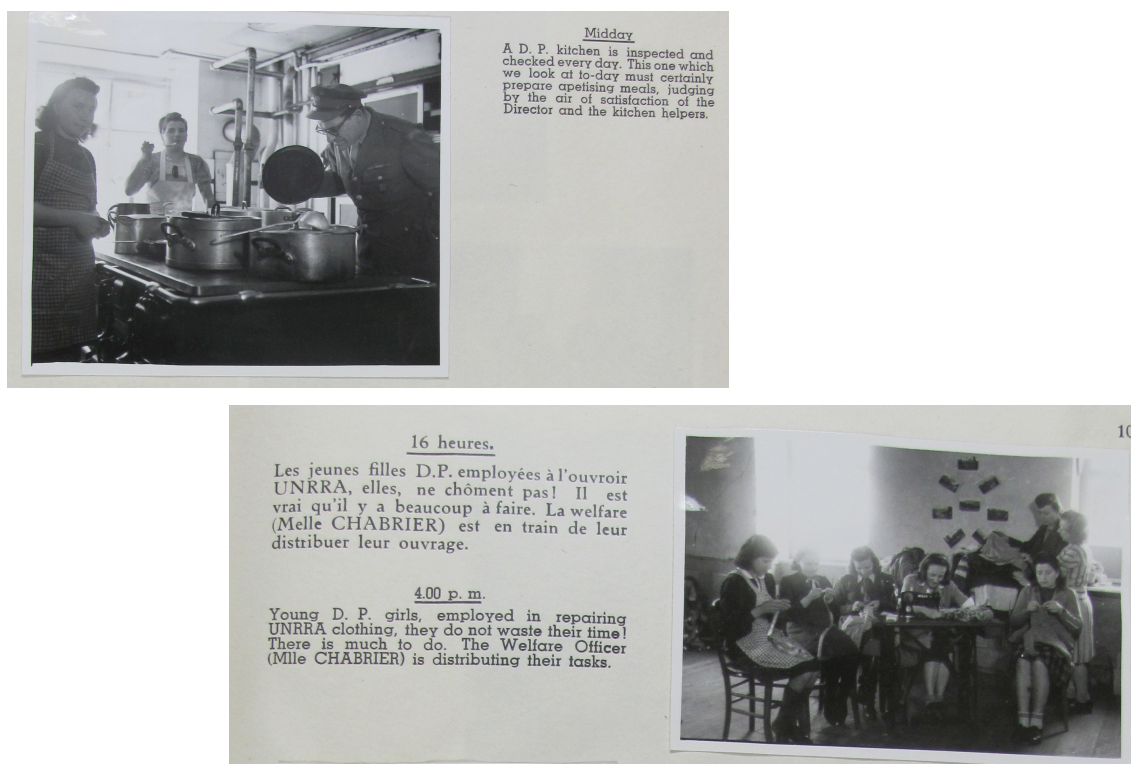 Midday
A D. P. kitchen is inspected and
checked every day. This one which
we look at to-day must certainly
prepare apetising meals, judging
by the air of satisfaction of the
Director and the kitchen helpers.
10
16 heures.
Les jeunes filles D.P. employées à l'ouvroir
UNRRA, elles, ne chôment pas! Il est
vrai qu'il y a beaucoup à faire. La welfare
(Melle CHABRIER) est en train de leur
distribuer leur ouvrage.
4.00 p. m.
Young D. P. girls, employed in repairing
UNRRA clothing, they do not waste their time!
There is much to do. The Welfare Officer
(Mlle CHABRIER) is distributing their tasks.